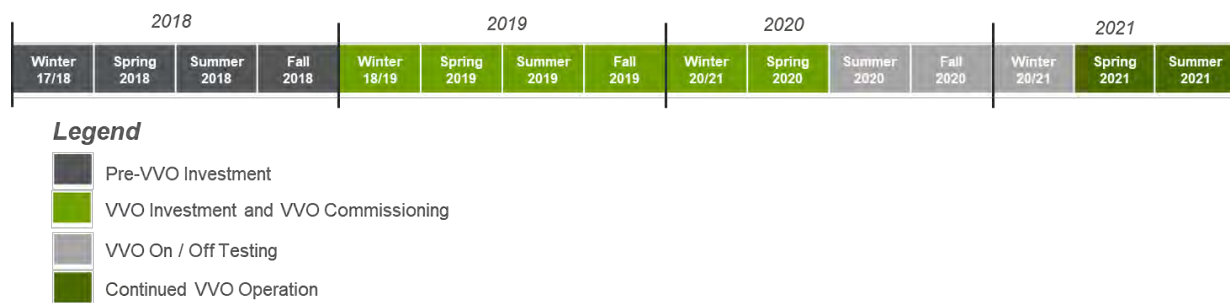 2018
2019
2020
2021
Winter
17/18
Spring
2018
Summer
2018
Fall
2018
Winter
18/19
Spring
2019
Summer
2019
Fall
2019
Winter
20/21
Spring
2020
Summer
2020
Fall
2020
Winter
20/21
Spring
2021
Summer
2021
Legend
Pre-VVO Investment
VVO Investment and VVO Commissioning
VVO On / Off Testing
Continued VVO Operation